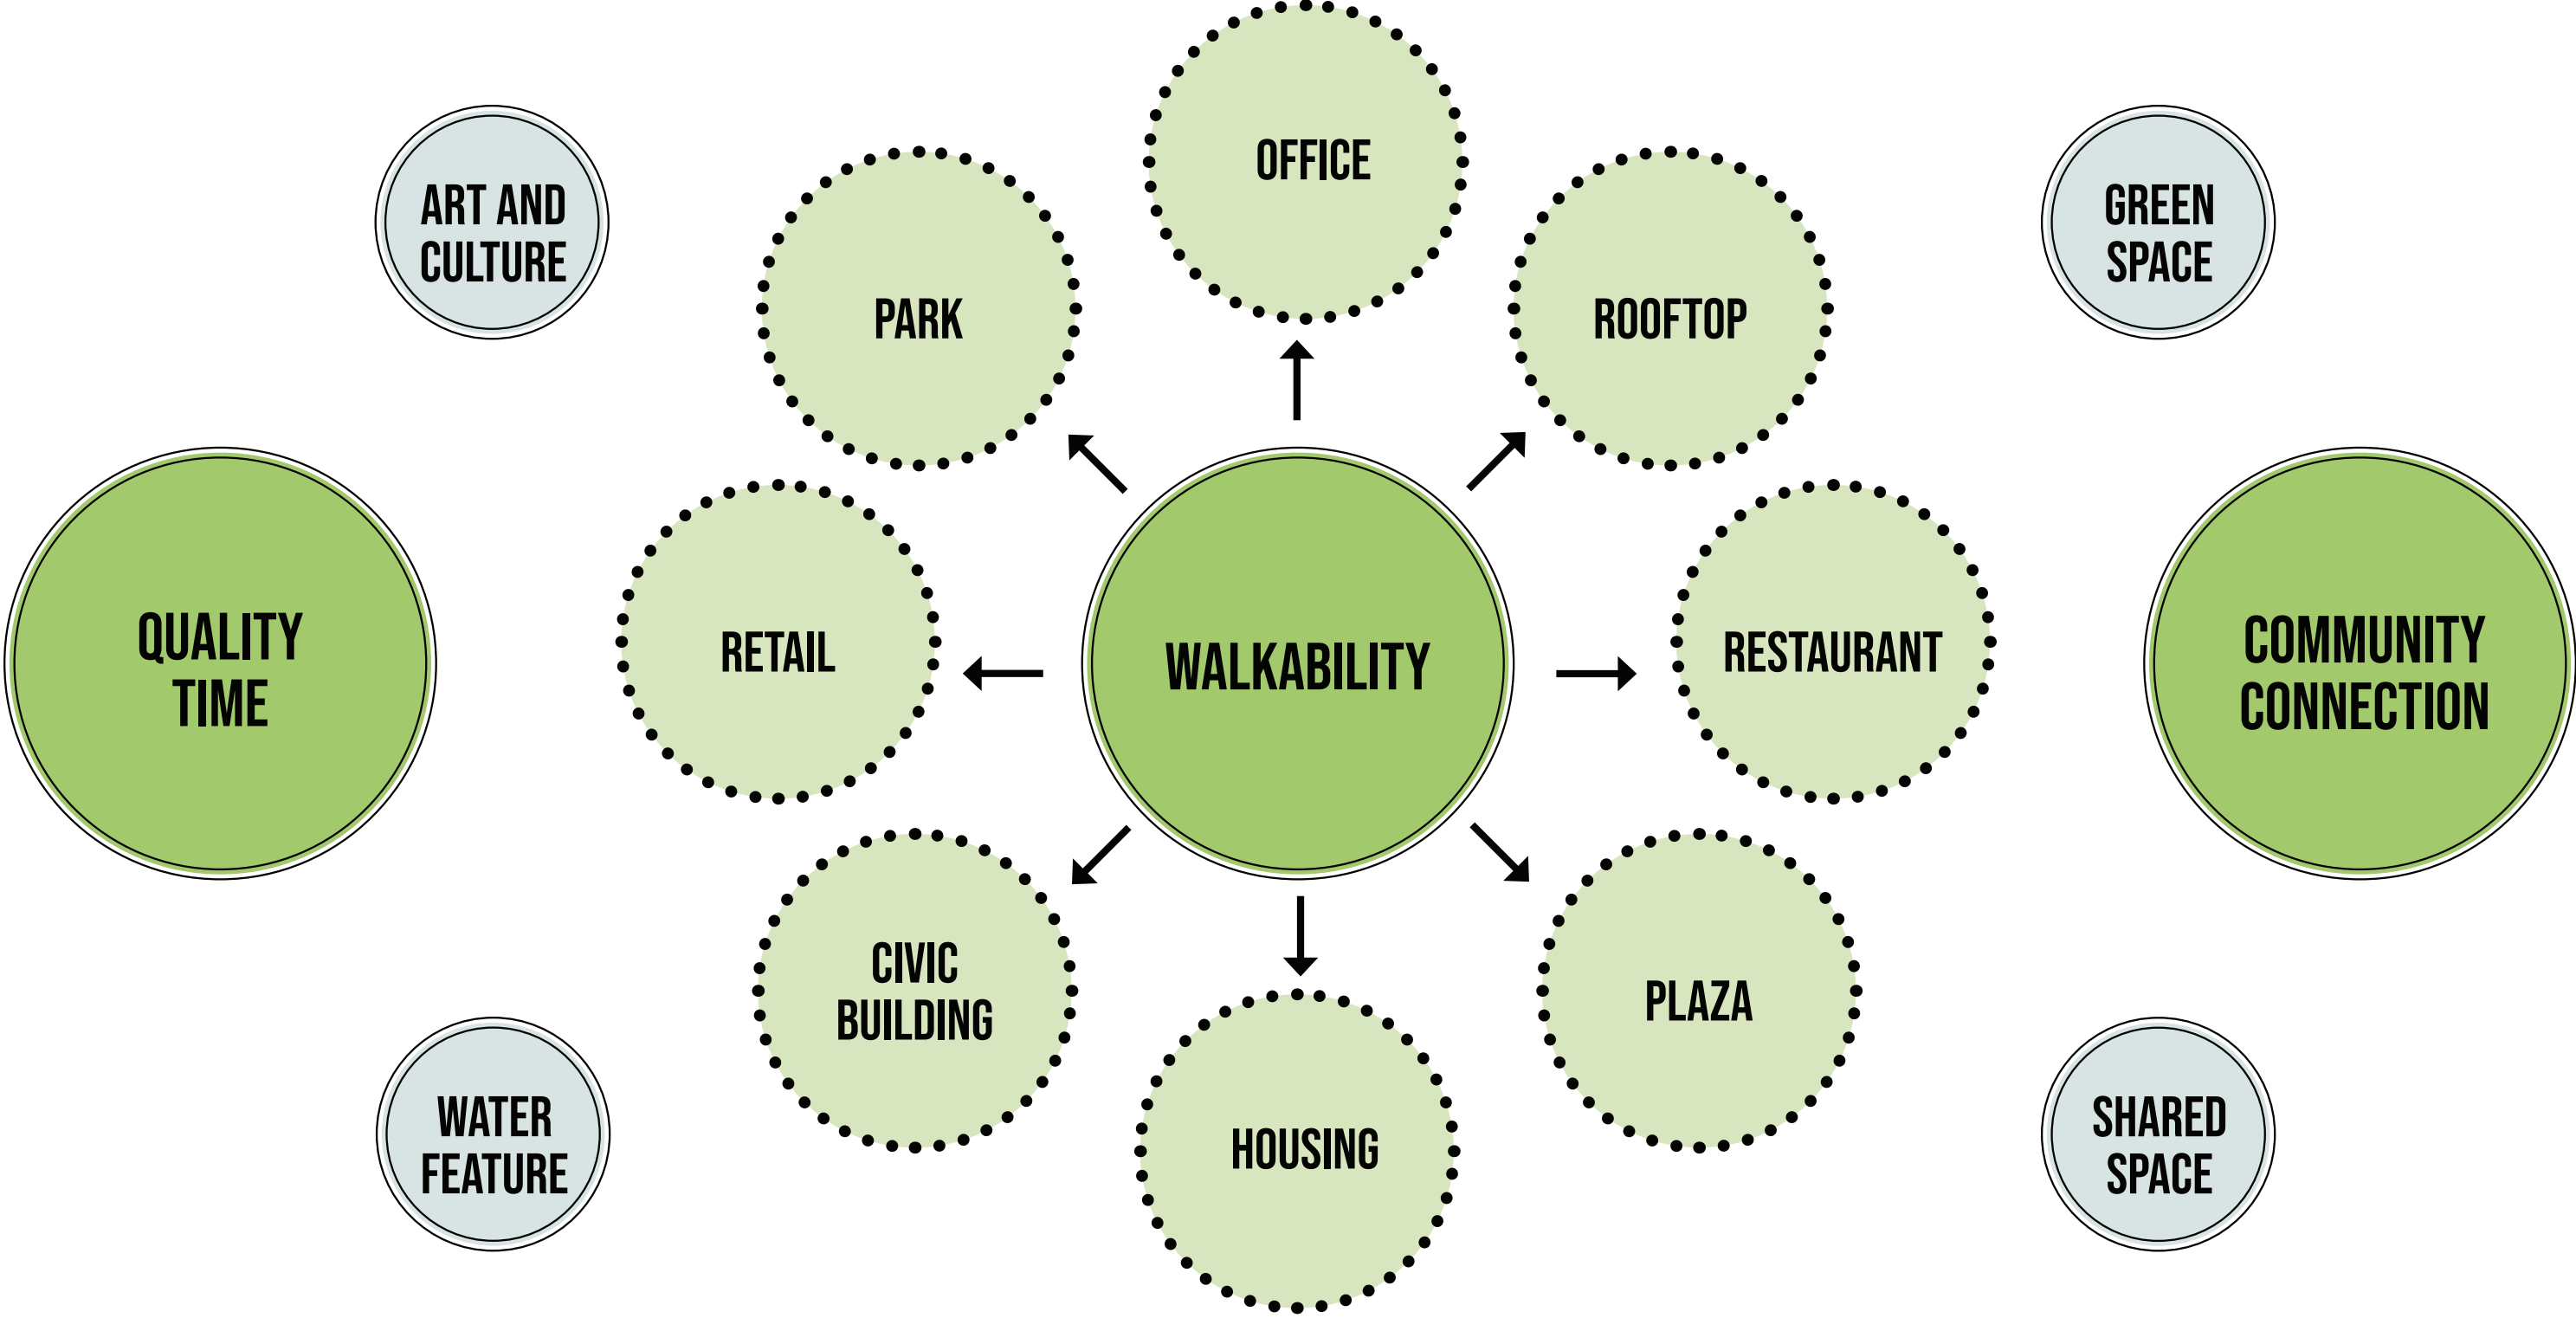 OFFICE
ART AND
CULTURE
GREEN
SPACE
PARK
ROOFTOP
QUALITY
TIME
RETAIL
WALKABILITY
RESTAURANT
COMMUNITY
CONNECTION
CIVIC
BUILDING
PLAZA
WATER
FEATURE
HOUSING
SHARED
SPACE